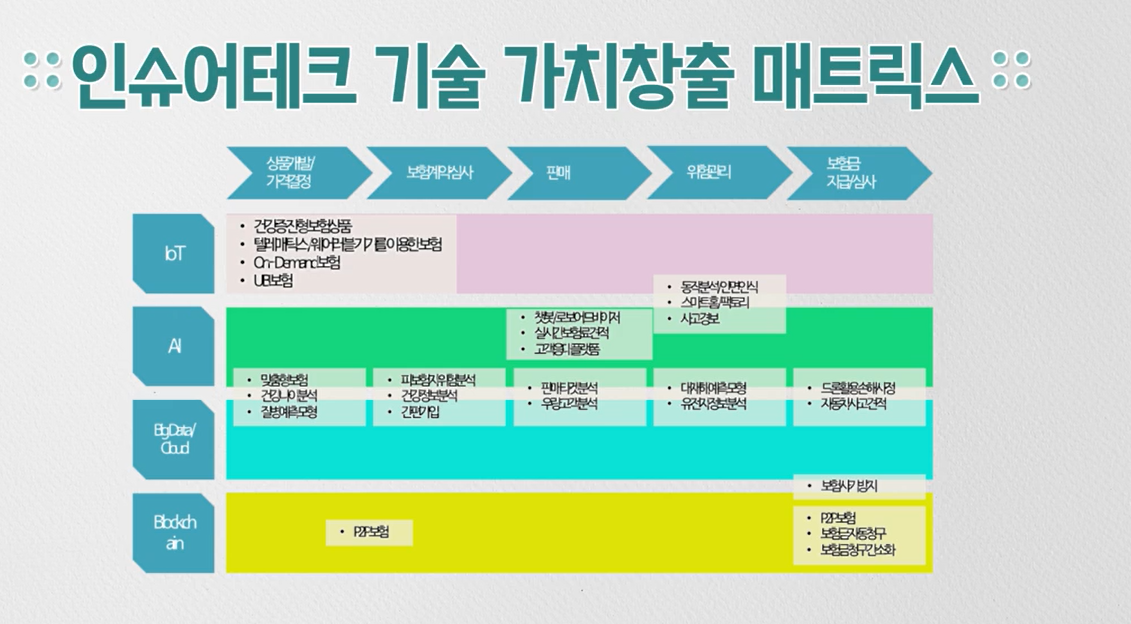 인슈어테크 기술 가치창출 매트릭스
상품개발/
가격결정
보험계약심사
판매
위험관리
보험금
지급/심사
IoT
• 건강증진형보험상품
• 텔레매틱스/웨어러블기기를이용한보험
• On-Demand보험
• UBI보험
• 동작분석/안면인식
• 스마트홈/팩토리
• 사고경보
AI
• 챗봇/로보어드바이저
• 실시간보험료견적
• 고객응대플랫폼
• 맞춤형보험
• 건강나이분석
• 질병예측모형
• 피보험자위험분석
• 건강정보분석
• 간편가입
• 판매타겟분석
• 우량고객분석
• 대재해예측모형
• 유전자정보분석
• 드론활용손해사정
• 자동차사고견적
BigData/
Cloud
• 보험사기방지
Blockch
ain
• P2P보험
• P2P보험
• 보험금자동청구
• 보험금청구간소화